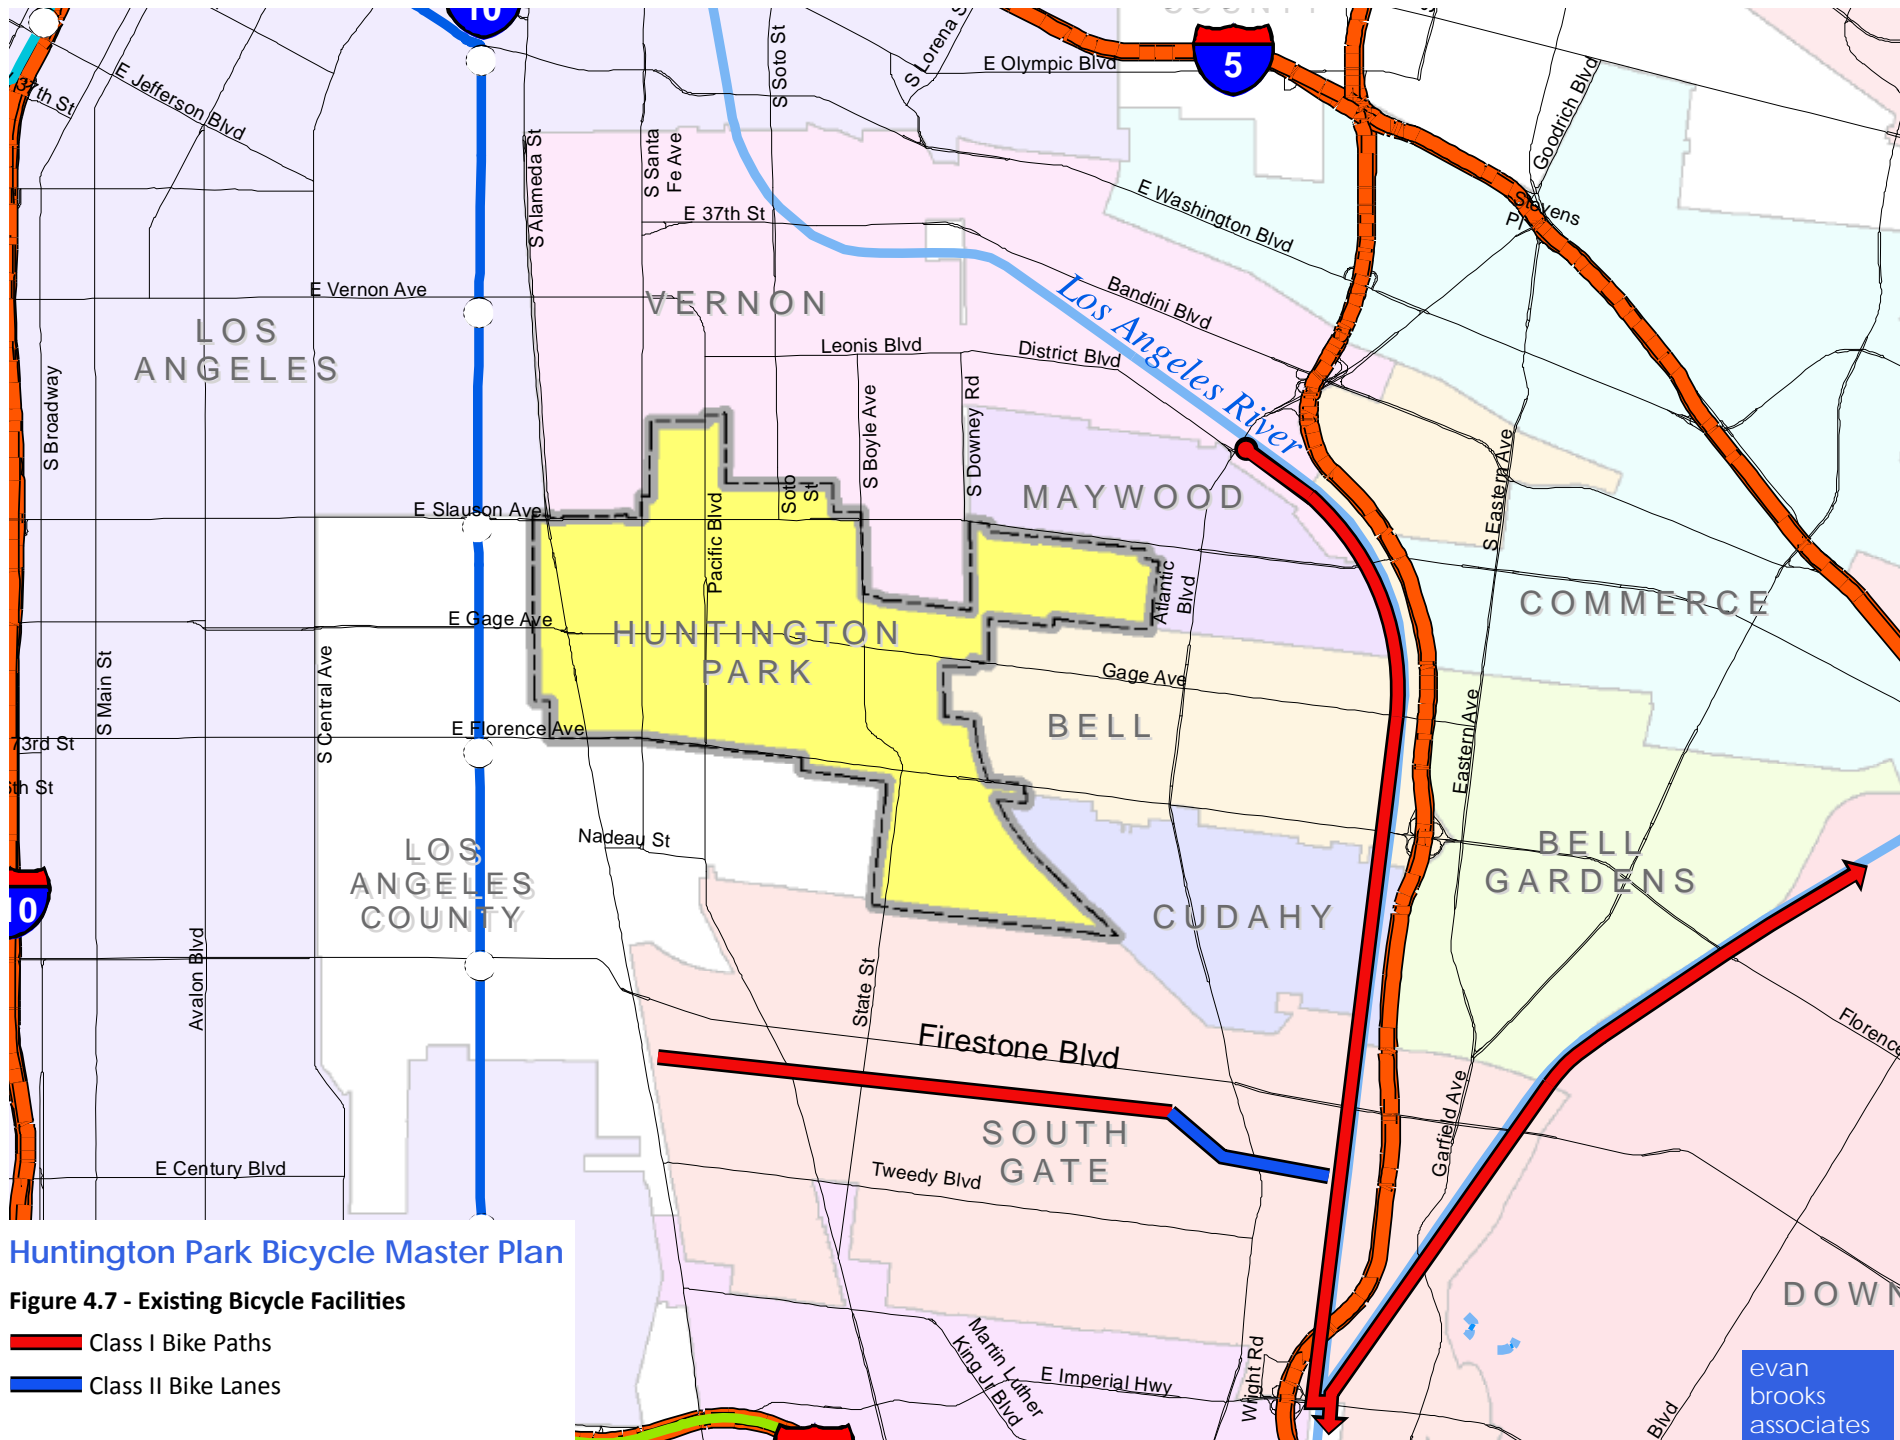 10
COUNTY
5
E Olympic Blvd
S Lorena S
S Soto St
E Jefferson Blvd
37th St
Goodrich Blvd
S Alameda St
S Santa
Fe Ave
E 37th St
E Washington Blvd
Stevens
Pl
E Vernon Ave
VERNON
Bandini Blvd
Los Angeles River
LOS
ANGELES
Leonis Blvd
District Blvd
S Broadway
S Boyle Ave
S Downey Rd
S Eastern Ave
MAYWOOD
E Slauson Ave
Pacific Blvd
Soto
St
Atlantic
Blvd
COMMERCE
E Gage Ave
HUNTINGTON
PARK
Gage Ave
S Main St
S Central Ave
BELL
Eastern Ave
E Florence Ave
73rd St
6th St
Nadeau St
LOS
ANGELES
COUNTY
BELL
GARDENS
CUDAHY
10
Avalon Blvd
State St
Firestone Blvd
Florence
Garfield Ave
SOUTH
GATE
E Century Blvd
Tweedy Blvd
DOWN
Martin Luther
King Jr Blvd
E Imperial Hwy
Wright Rd
Blvd
Huntington Park Bicycle Master Plan
Figure 4.7 - Existing Bicycle Facilities
Class I Bike Paths
Class II Bike Lanes
evan
brooks
associates